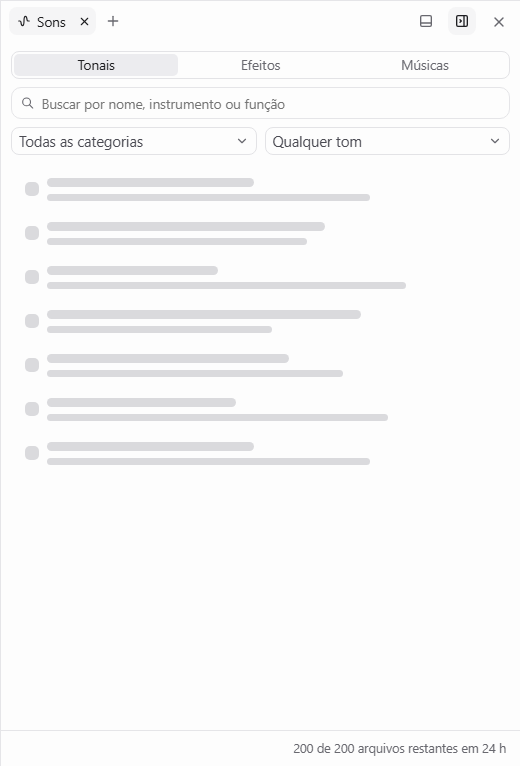 Sons
Tonais
Efeitos
Músicas
Buscar por nome, instrumento ou função
Todas as categorias
Qualquer tom
200 de 200 arquivos restantes em 24 h